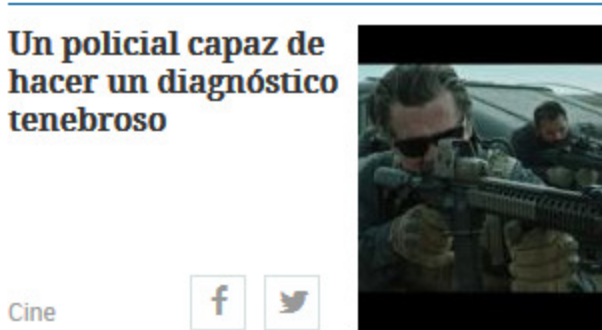 Un policial capaz de
hacer un diagnóstico
tenebroso
Cine